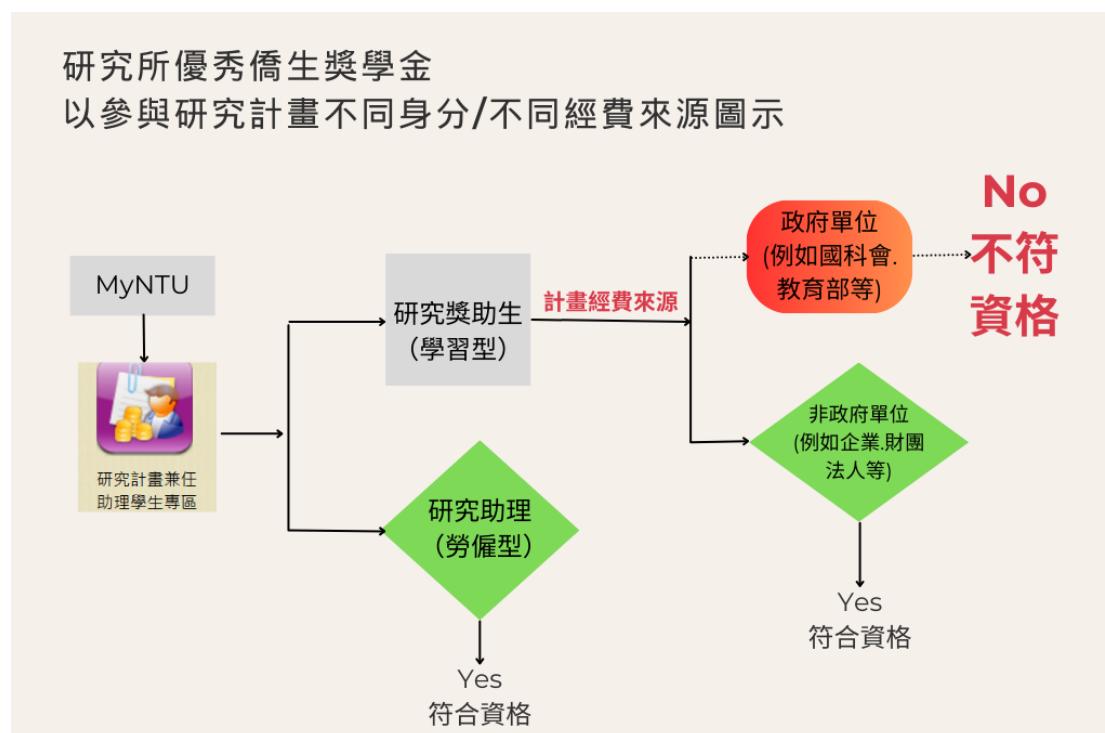 研究所優秀僑生獎學金
以參與研究計畫不同身分/不同經費來源圖示
MyNTU
研究計畫兼任
助理學生專區
研究獎助生
（學習型）
計畫經費來源
政府單位
(例如國科會.
教育部等)
No
不符
資格
非政府單位
(例如企業.財團
法人等)
Yes
符合資格
研究助理
（勞僱型）
Yes
符合資格